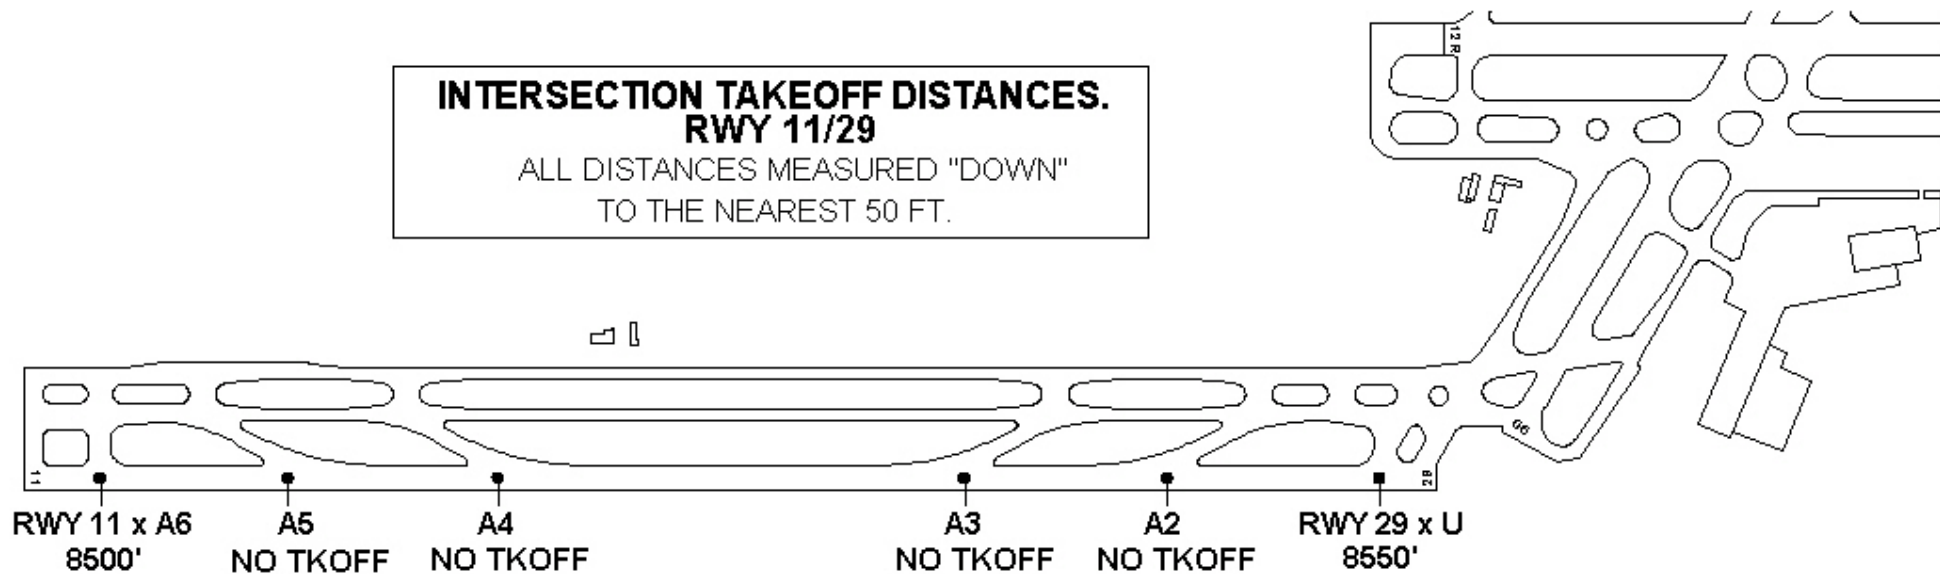 INTERSECTION TAKEOFF DISTANCES.
RWY 11/29
ALL DISTANCES MEASURED "DOWN"
TO THE NEAREST 50 FT.
12R
66
11
29
RWY 11 x A6
8500'
A5
NO TKOFF
A4
NO TKOFF
A3
NO TKOFF
A2
NO TKOFF
RWY 29 x U
8550'